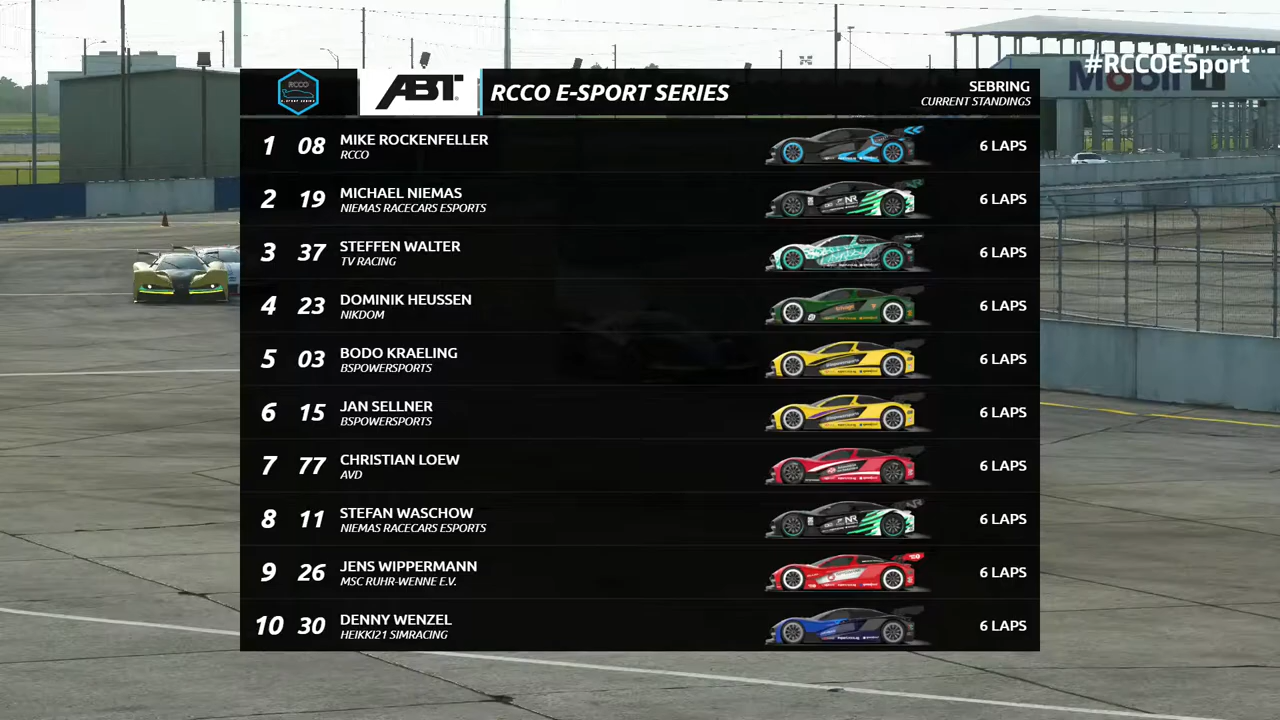 #RCCOESport
Mobil 1
RCCO
E-SPORT SERIES
ABT
RCCO E-SPORT SERIES
SEBRING
CURRENT STANDINGS
1 08 MIKE ROCKENFELLER 6 LAPS
RCCO
2 19 MICHAEL NIEMAS 6 LAPS
NIEMAS RACECARS ESPORTS
3 37 STEFFEN WALTER 6 LAPS
TV RACING
4 23 DOMINIK HEUSSEN 6 LAPS
NIKDOM
5 03 BODO KRAELING 6 LAPS
BSPOWERSPORTS
6 15 JAN SELLNER 6 LAPS
BSPOWERSPORTS
7 77 CHRISTIAN LOEW 6 LAPS
AVD
8 11 STEFAN WASCHOW 6 LAPS
NIEMAS RACECARS ESPORTS
9 26 JENS WIPPERMANN 6 LAPS
MSC RUHR-WENNE E.V.
10 30 DENNY WENZEL 6 LAPS
HEIKKI21 SIMRACING